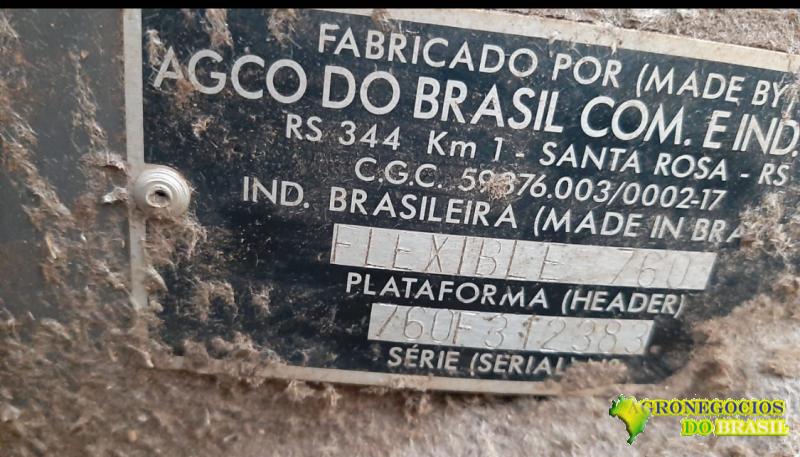 FABRICADO POR (MADE BY)
AGCO DO BRASIL COM. E IND.
RS 344 Km 1 - SANTA ROSA - RS
C.G.C. 59.876.003/0002-17
IND. BRASILEIRA (MADE IN BRA
FLEXIBLE 760
PLATAFORMA (HEADER)
760F312383
SÉRIE (SERIAL
AGRONEGOCIOS
DO BRASIL